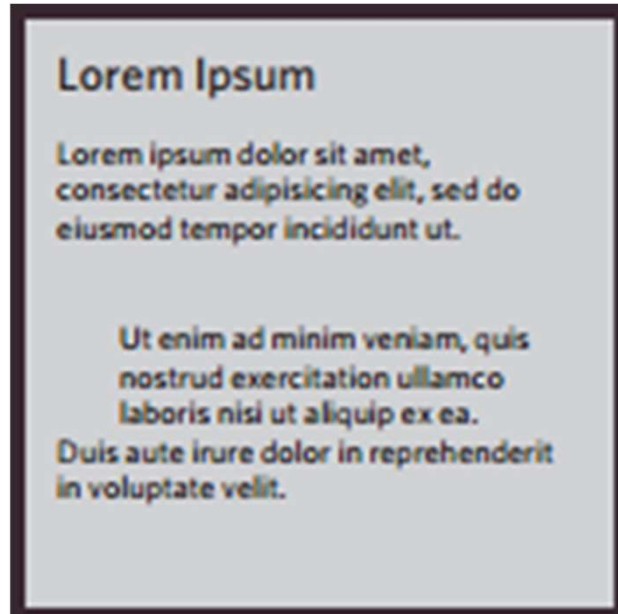 Lorem Ipsum
Lorem ipsum dolor sit amet,
consectetur adipisicing elit, sed do
eiusmod tempor incididunt ut.
Ut enim ad minim veniam, quis
nostrud exercitation ullamco
laboris nisi ut aliquip ex ea.
Duis aute irure dolor in reprehenderit
in voluptate velit.